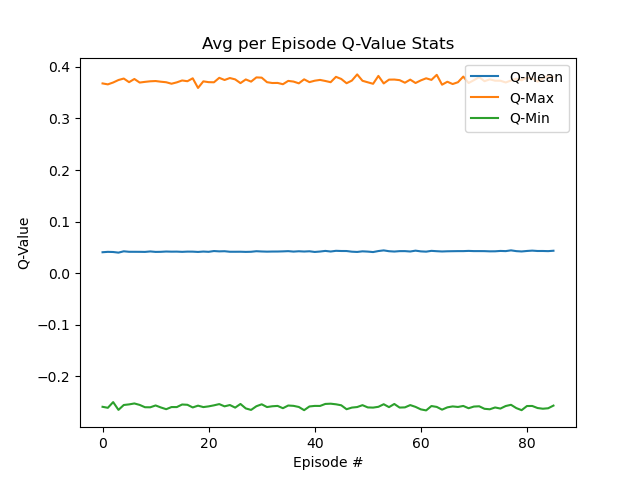 Avg per Episode Q-Value Stats
Q-Value
0.4
0.3
0.2
0.1
0.0
−0.1
−0.2
Q-Mean
Q-Max
Q-Min
0 20 40 60 80
Episode #